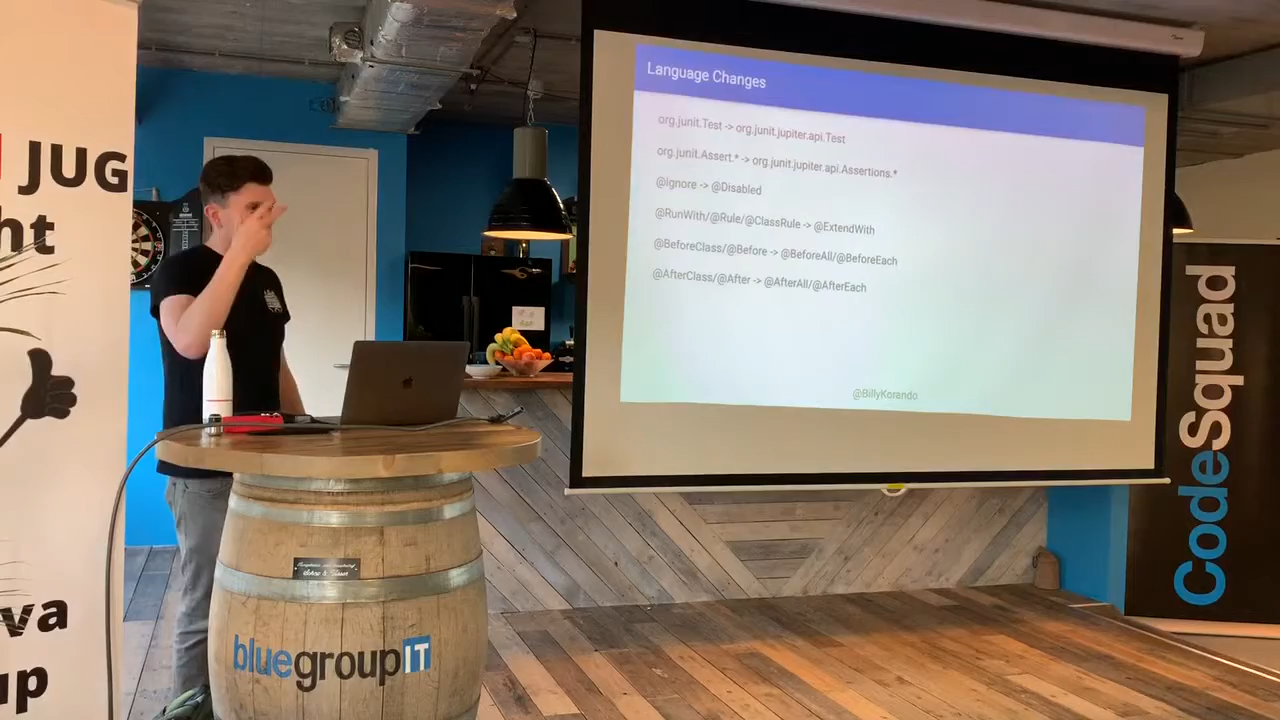 JUG
ht
va
up
Language Changes
org.junit.Test -> org.junit.jupiter.api.Test
org.junit.Assert.* -> org.junit.jupiter.api.Assertions.*
@Ignore -> @Disabled
@RunWith/@Rule/@ClassRule -> @ExtendWith
@BeforeClass/@Before -> @BeforeAll/@BeforeEach
@AfterClass/@After -> @AfterAll/@AfterEach
@BillyKorando
CodeSquad
bluegroupIT